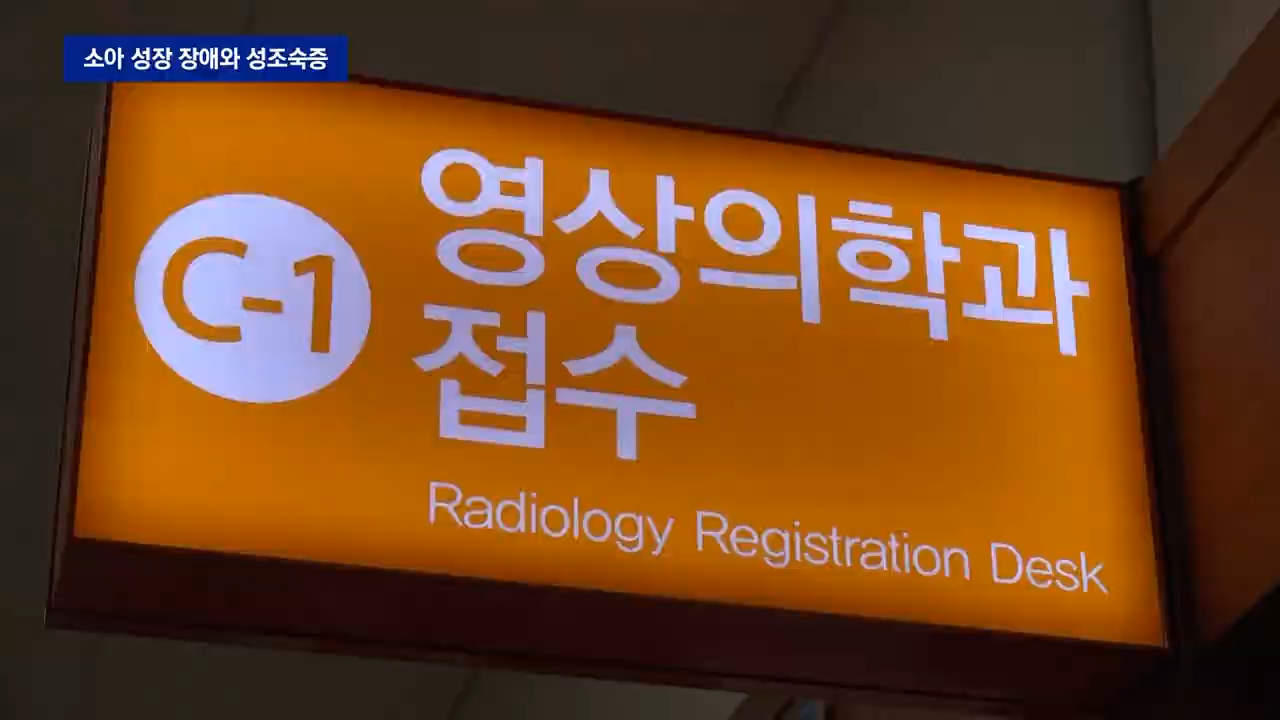 소아 성장 장애와 성조숙증
C-1
영상의학과
접수
Radiology Registration Desk